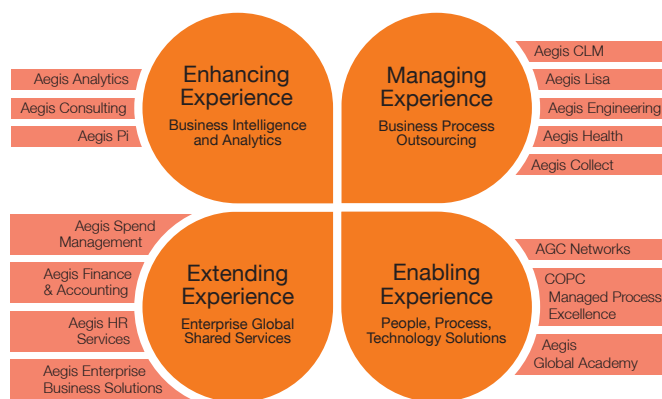 Enhancing
Experience
Business Intelligence
and Analytics
Aegis Analytics
Aegis Consulting
Aegis Pi
Managing
Experience
Business Process
Outsourcing
Aegis CLM
Aegis Lisa
Aegis Engineering
Aegis Health
Aegis Collect
Extending
Experience
Enterprise Global
Shared Services
Aegis Spend
Management
Aegis Finance
& Accounting
Aegis HR
Services
Aegis Enterprise
Business Solutions
Enabling
Experience
People, Process,
Technology Solutions
AGC Networks
COPC
Managed Process
Excellence
Aegis
Global Academy